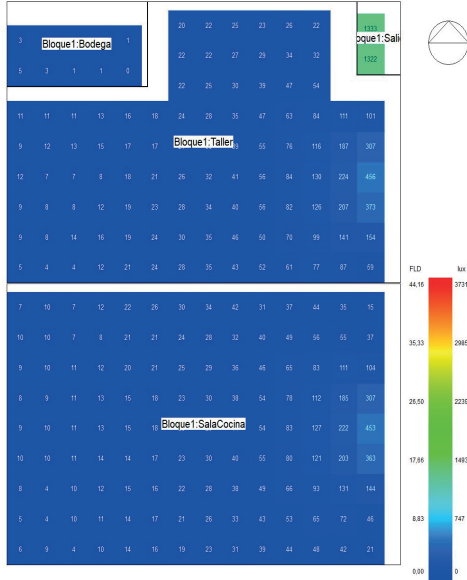 20 22 25 23 26 22
1333
3 Bloque1:Bodega 1
22 22 27 29 34 32
5 3 1 1 0
1322
22 25 30 39 47 54
11 11 11 13 16 18 24 28 35 47 63 84 111 101
9 12 13 15 17 17 Bloque1:Taller 55 76 116 187 307
12 7 7 8 18 21 26 32 41 56 84 130 224 456
9 8 8 12 19 23 28 34 40 56 82 126 207 373
9 8 14 16 19 24 30 35 46 50 70 99 141 154
5 4 4 12 21 24 28 35 43 52 61 77 87 59
FLD lux
44,16 3731
7 10 7 12 22 26 30 34 42 31 37 44 35 15
10 10 7 8 21 21 24 28 32 40 49 56 55 37
35,33 2985
9 10 11 12 20 21 25 29 36 46 65 83 111 104
8 9 11 13 15 18 23 30 38 54 78 112 185 307
26,50 2239
9 10 11 13 15 18 Bloque1:SalaCocina 54 83 127 222 453
10 10 11 14 14 17 23 30 40 55 80 121 203 363
17,66 1493
8 4 10 12 15 16 22 28 38 49 66 93 131 144
8,83 747
5 4 10 11 14 17 21 26 33 43 53 65 72 46
6 9 4 10 14 16 19 23 31 39 44 48 42 21
0,00 0